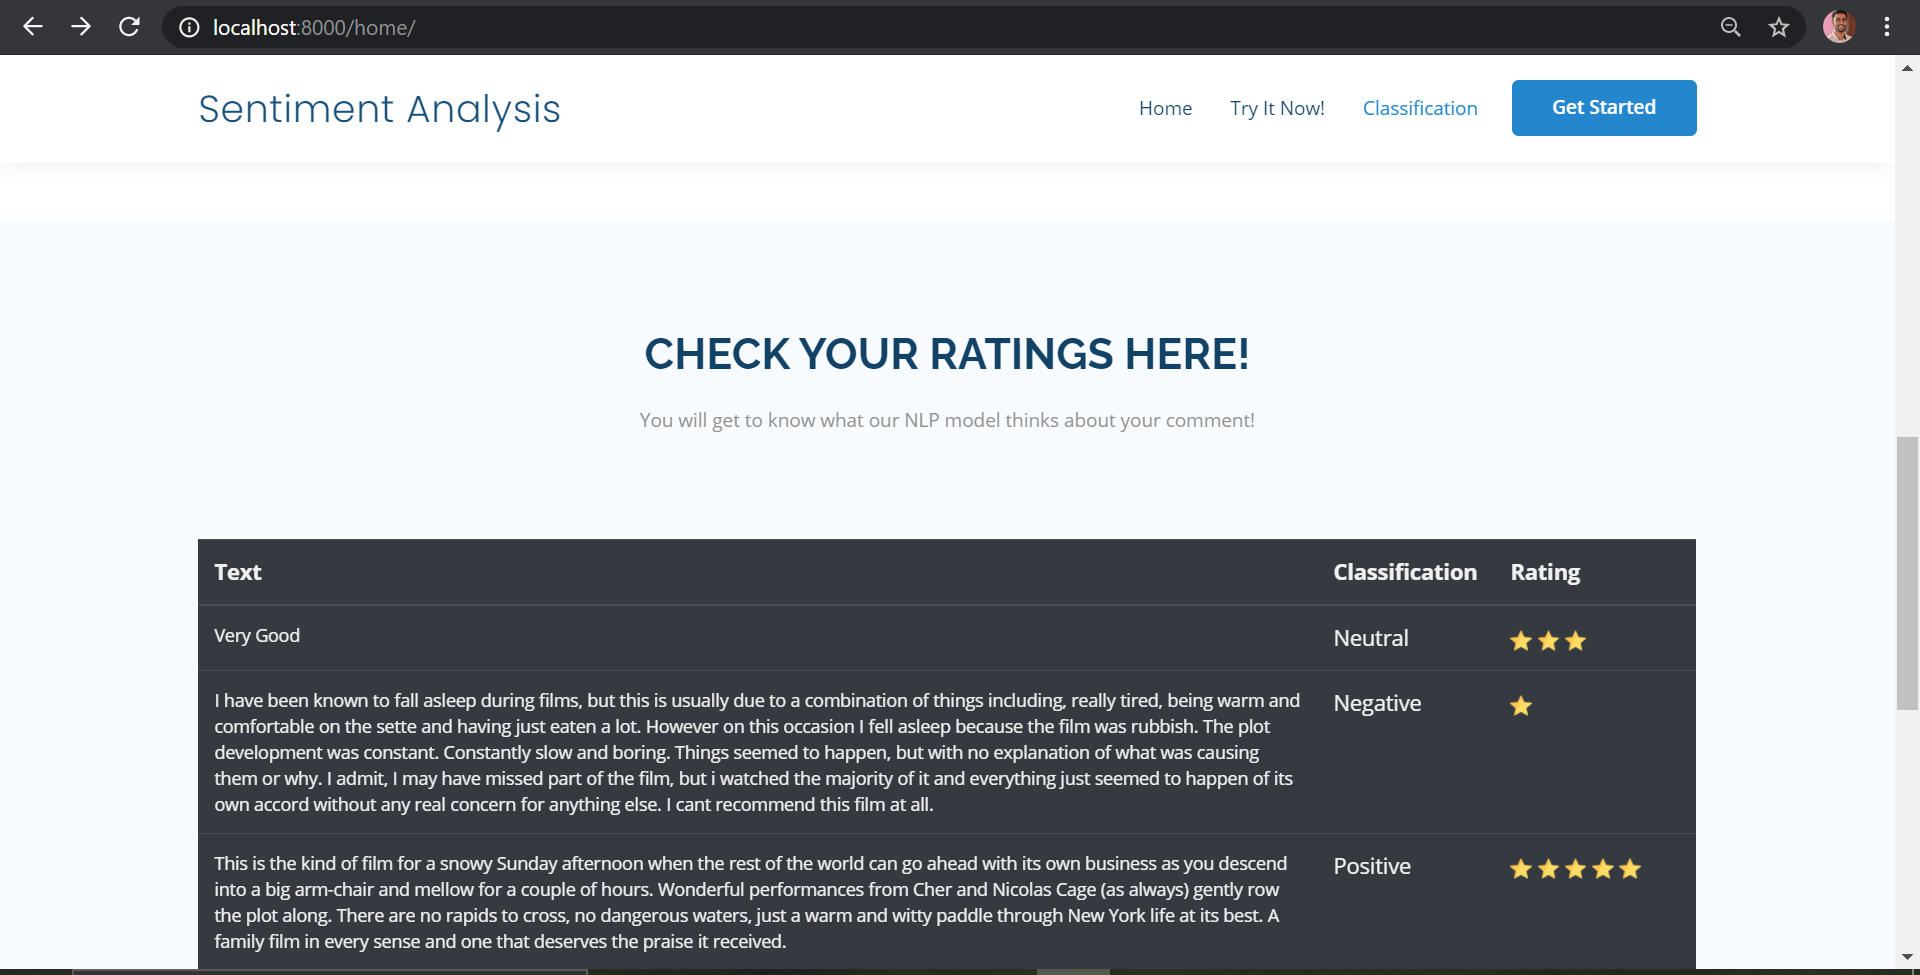 localhost:8000/home/
Sentiment Analysis
Home
Try It Now!
Classification
Get Started
CHECK YOUR RATINGS HERE!
You will get to know what our NLP model thinks about your comment!
Text
Classification
Rating
Very Good
Neutral
I have been known to fall asleep during films, but this is usually due to a combination of things including, really tired, being warm and
comfortable on the sette and having just eaten a lot. However on this occasion I fell asleep because the film was rubbish. The plot
development was constant. Constantly slow and boring. Things seemed to happen, but with no explanation of what was causing
them or why. I admit, I may have missed part of the film, but i watched the majority of it and everything just seemed to happen of its
own accord without any real concern for anything else. I cant recommend this film at all.
Negative
This is the kind of film for a snowy Sunday afternoon when the rest of the world can go ahead with its own business as you descend
into a big arm-chair and mellow for a couple of hours. Wonderful performances from Cher and Nicolas Cage (as always) gently row
the plot along. There are no rapids to cross, no dangerous waters, just a warm and witty paddle through New York life at its best. A
family film in every sense and one that deserves the praise it received.
Positive